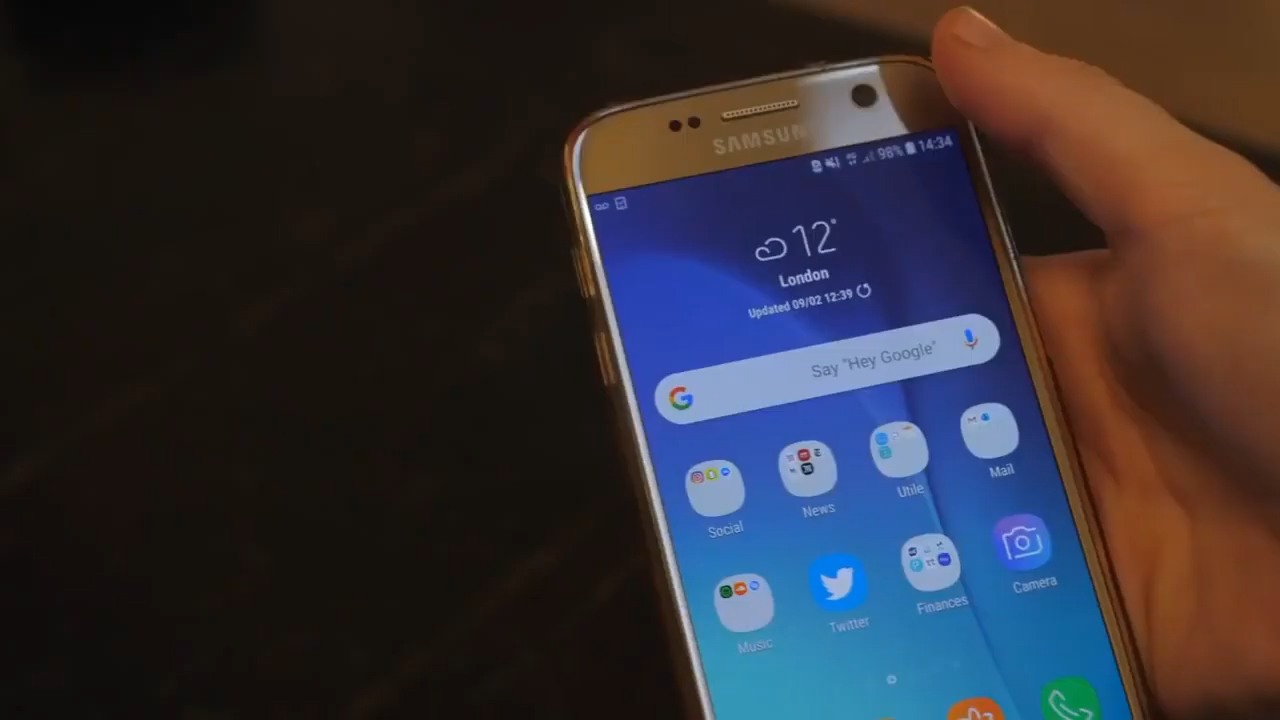 SAMSUNG
98% 14:34
12°
London
Updated 09/02 12:39
Say "Hey Google"
Social
News
Utile
Mail
Music
Twitter
Finances
Camera